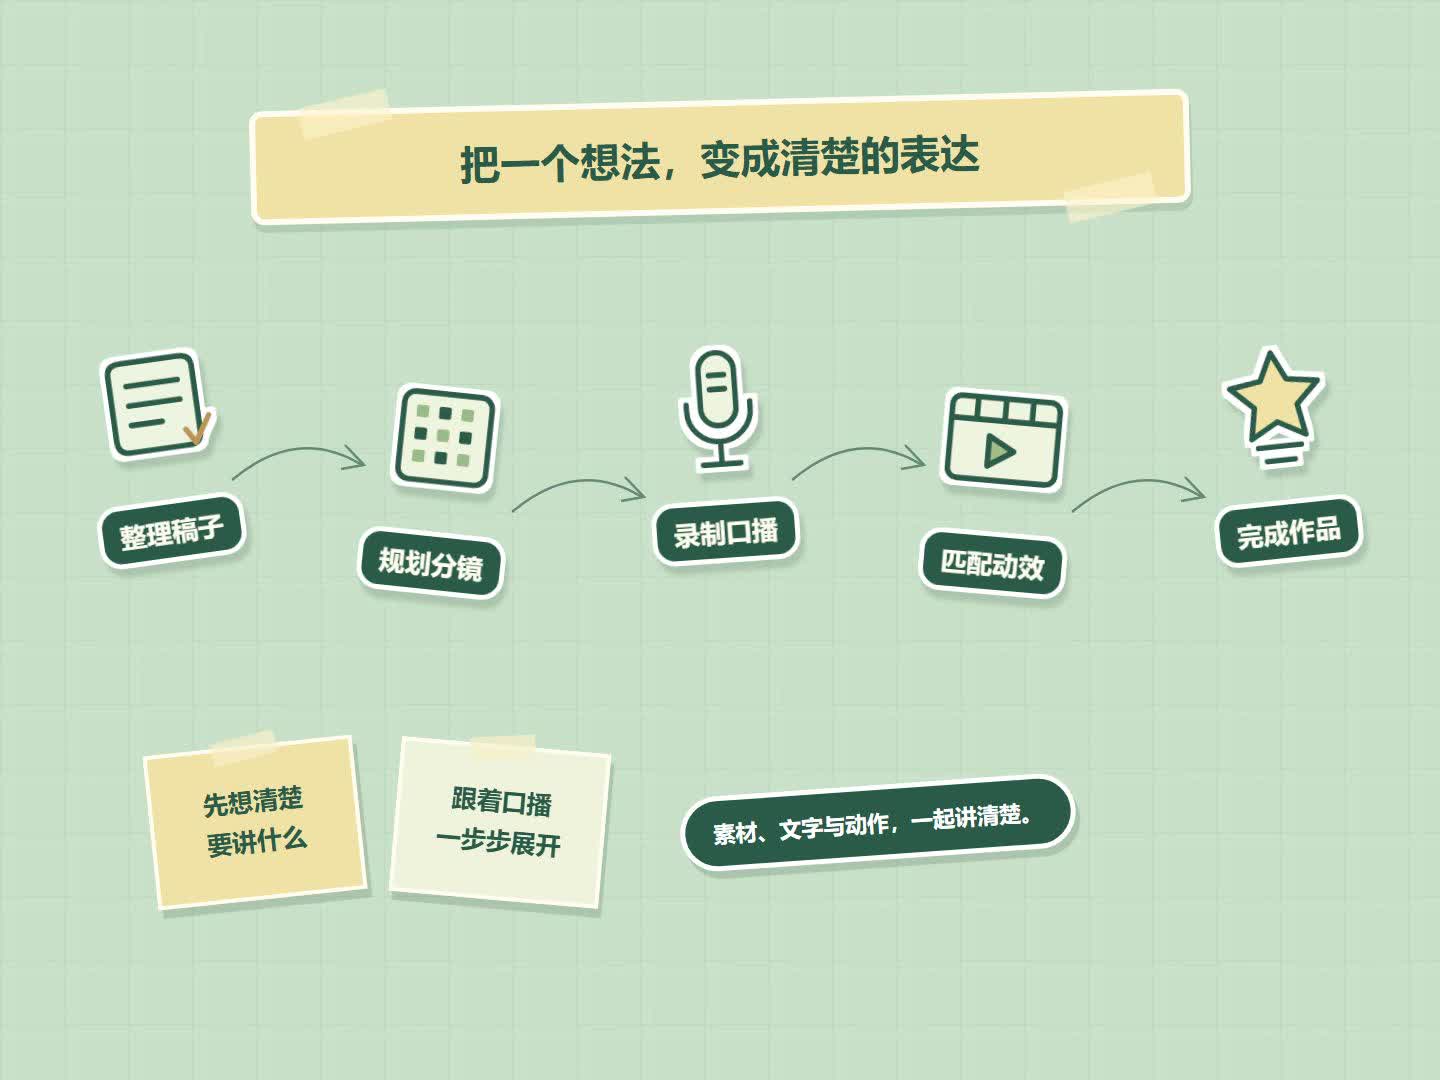 把一个想法，变成清楚的表达
整理稿子
规划分镜
录制口播
匹配动效
完成作品
先想清楚
要讲什么
跟着口播
一步步展开
素材、文字与动作，一起讲清楚。